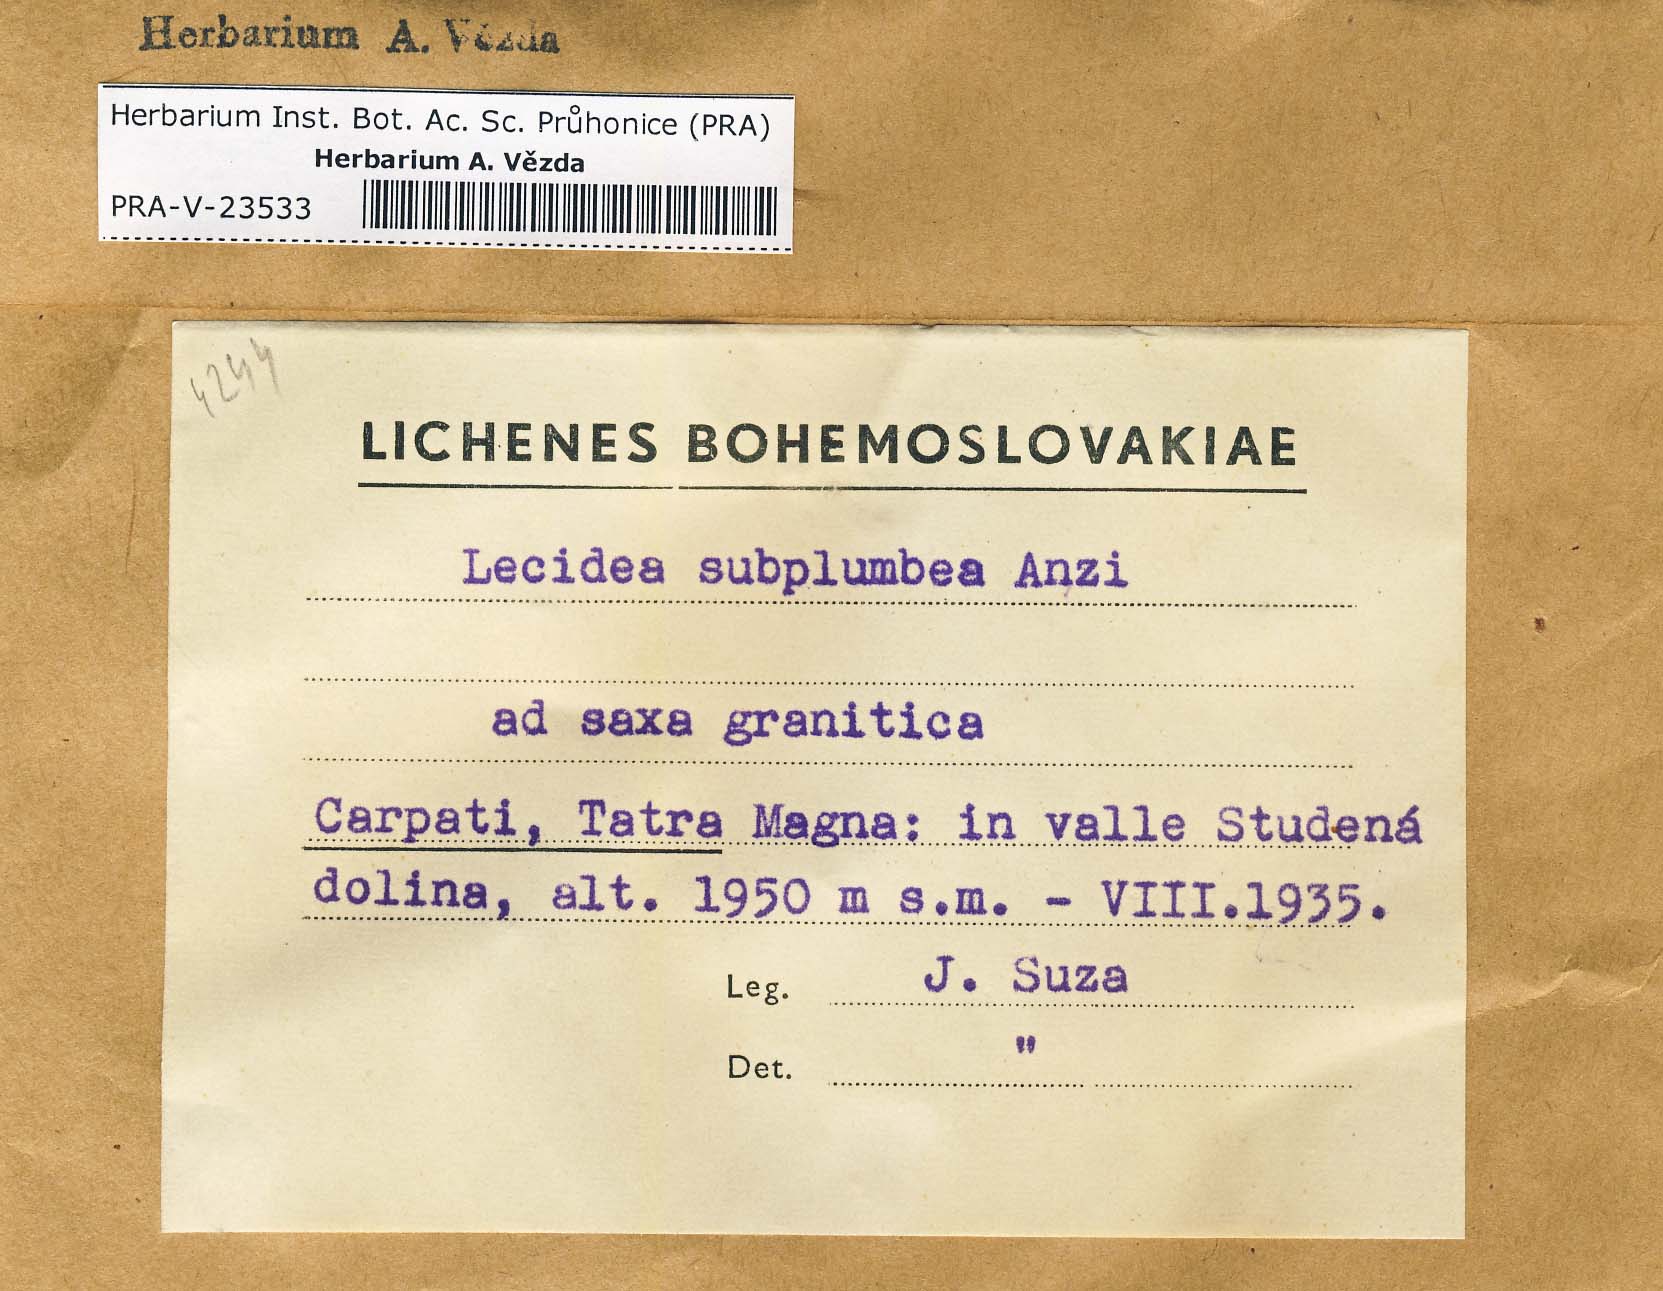 Herbarium A. Vězda
Herbarium Inst. Bot. Ac. Sc. Průhonice (PRA)
Herbarium A. Vězda
PRA-V-23533
4244
LICHENES BOHEMOSLOVAKIAE
Lecidea subplumbea Anzi
ad saxa granitica
Carpati, Tatra Magna: in valle Studená
dolina, alt. 1950 m s.m. - VIII.1935.
Leg. J. Suza
Det. "